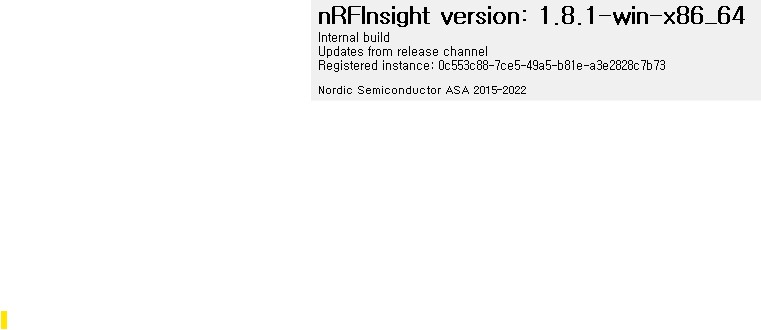 nRFInsight version: 1.8.1-win-x86_64
Internal build
Updates from release channel
Registered instance: 0c553c88-7ce5-49a5-b81e-a3e2828c7b73
Nordic Semiconductor ASA 2015-2022